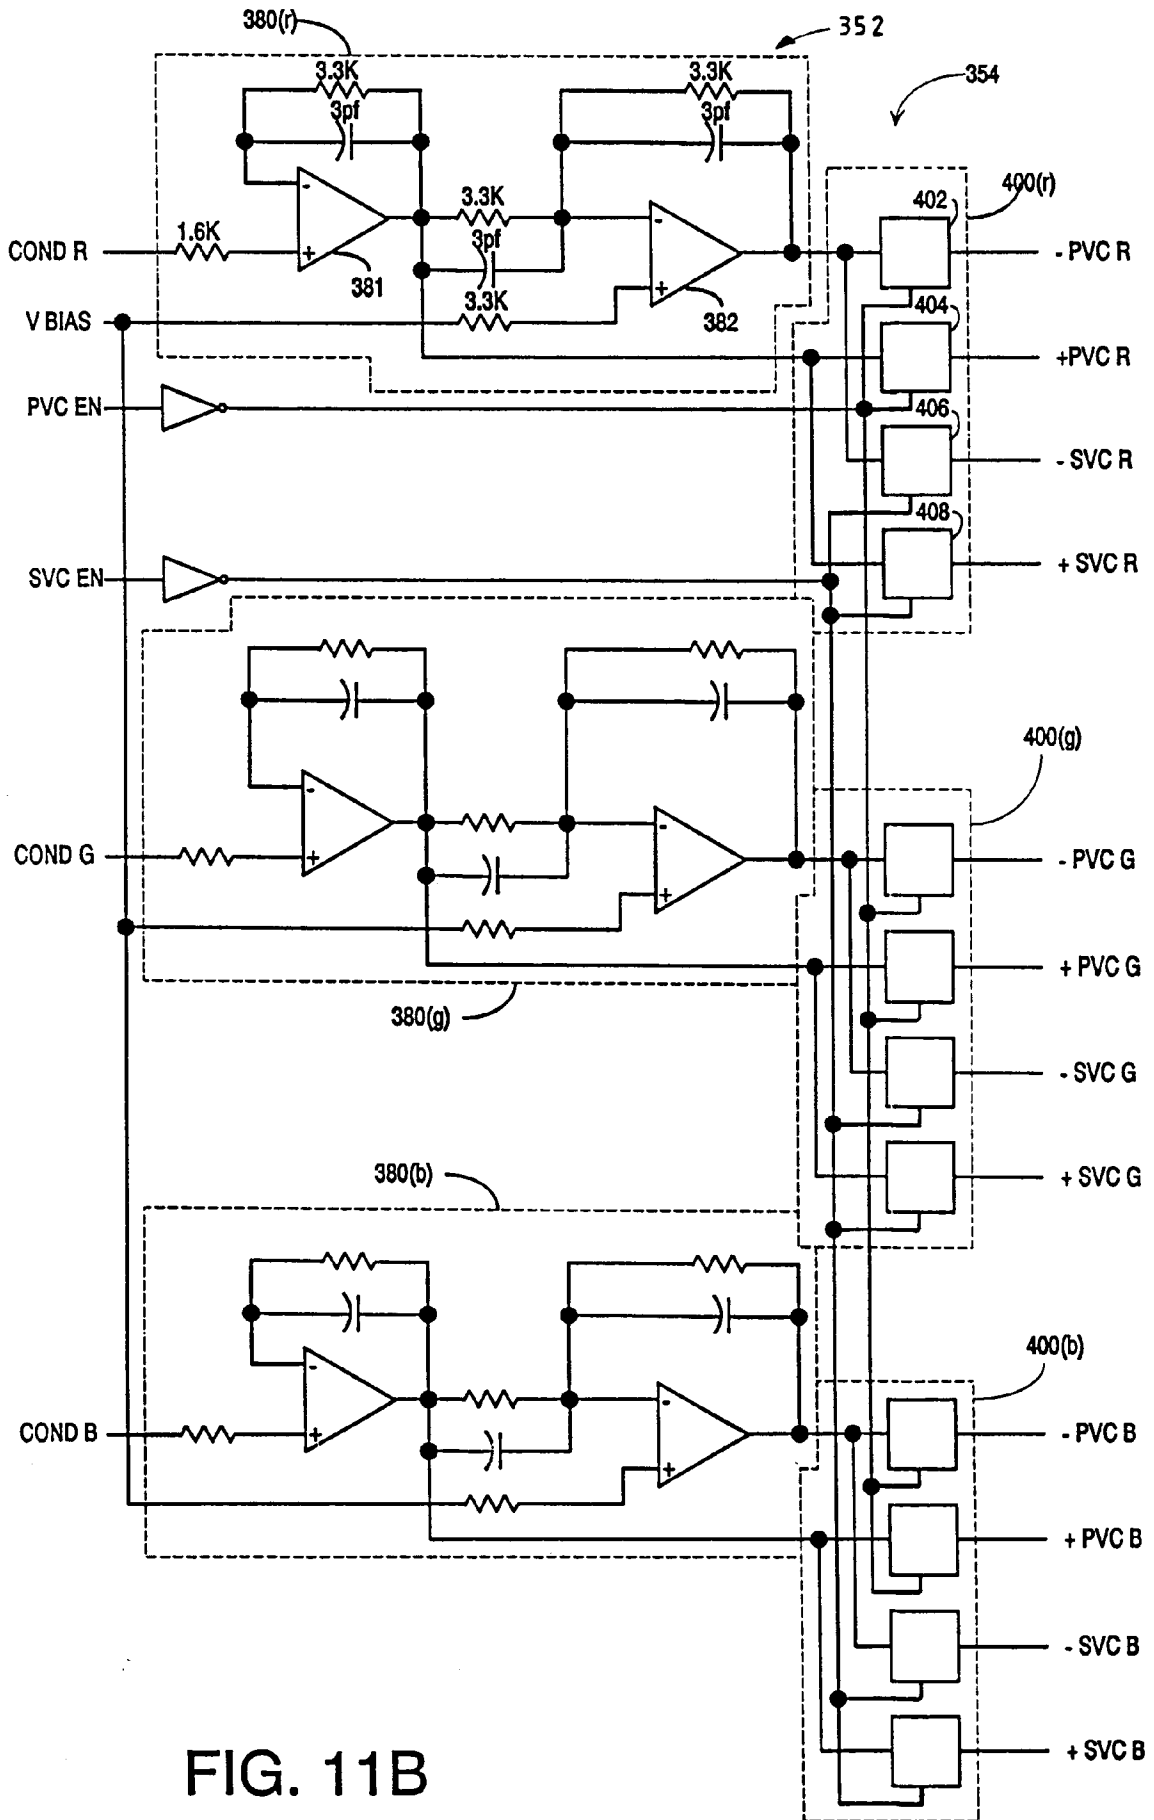 380(r)
352
354
3.3K
3pf
3.3K
3pf
400(r)
402
-
3.3K
-
COND R
1.6K
+
381
3pf
+
382
- PVC R
3.3K
V BIAS
404
+PVC R
PVC EN
406
- SVC R
408
SVC EN
+ SVC R
400(g)
-
-
COND G
+
+
- PVC G
+ PVC G
380(g)
- SVC G
380(b)
+ SVC G
400(b)
-
-
COND B
+
+
- PVC B
+ PVC B
- SVC B
+ SVC B
FIG. 11B